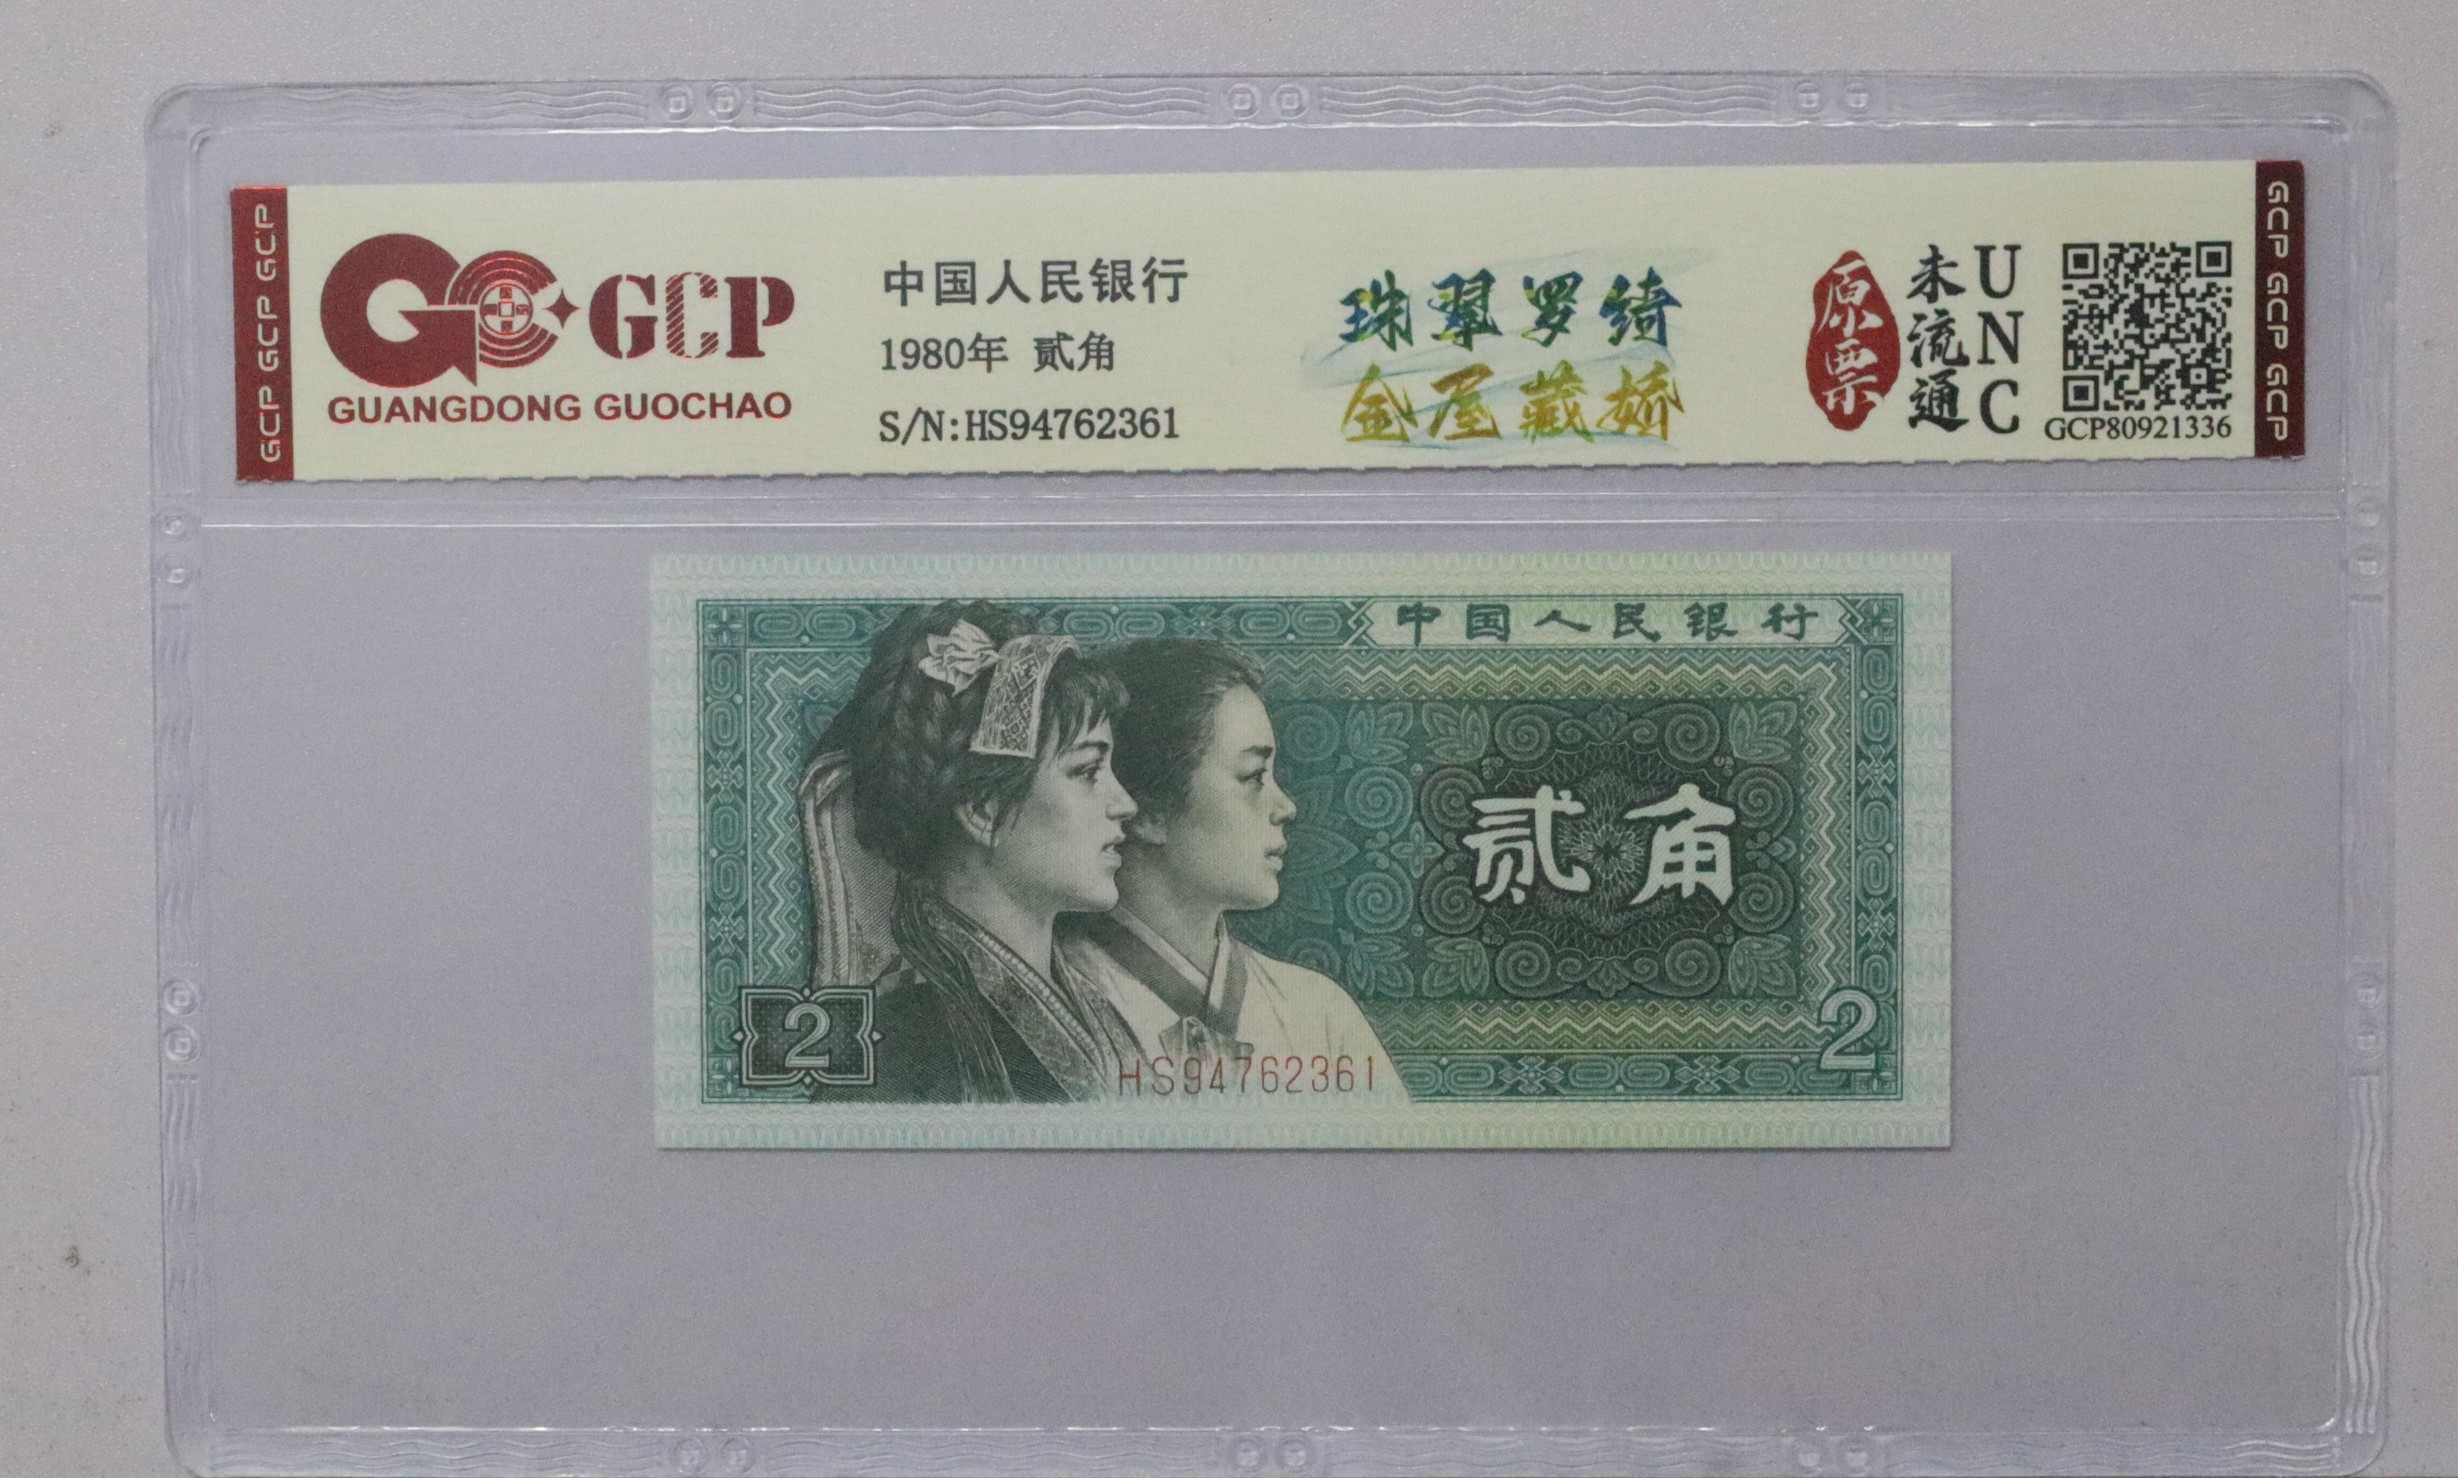 GCP GCP GCP
GCP
GUANGDONG GUOCHAO
中国人民银行
1980年 贰角
S/N:HS94762361
珠翠罗绮
金屋藏娇
原票
未流通
UNC
GCP80921336
GCP GCP GCP
中国人民银行
贰角
2
2
HS94762361